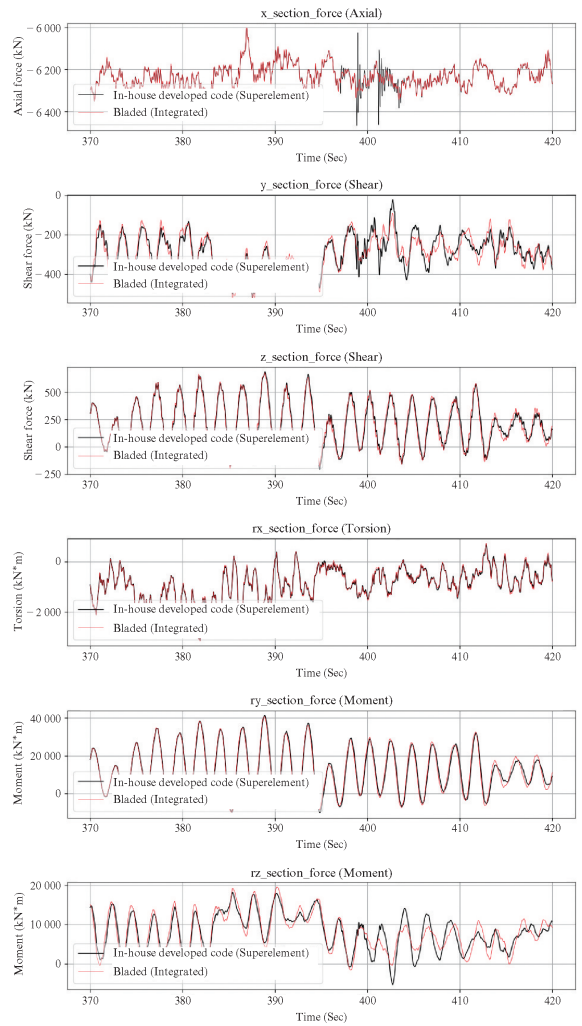 x_section_force (Axial)
−6 000
−6 200
−6 400
Axial force (kN)
In-house developed code (Superelement)
Bladed (Integrated)
370 380 390 400 410 420
Time (Sec)
y_section_force (Shear)
0
−200
−400
Shear force (kN)
In-house developed code (Superelement)
Bladed (Integrated)
370 380 390 400 410 420
Time (Sec)
z_section_force (Shear)
500
250
0
−250
Shear force (kN)
In-house developed code (Superelement)
Bladed (Integrated)
370 380 390 400 410 420
Time (Sec)
rx_section_force (Torsion)
0
−2 000
Torsion (kN*m)
In-house developed code (Superelement)
Bladed (Integrated)
370 380 390 400 410 420
Time (Sec)
ry_section_force (Moment)
40 000
20 000
0
Moment (kN*m)
In-house developed code (Superelement)
Bladed (Integrated)
370 380 390 400 410 420
Time (Sec)
rz_section_force (Moment)
20 000
10 000
0
Moment (kN*m)
In-house developed code (Superelement)
Bladed (Integrated)
370 380 390 400 410 420
Time (Sec)